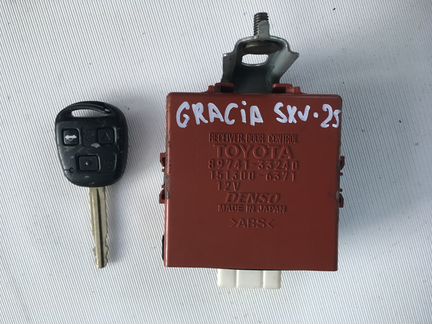 GRACIA SXV-25
RECEIVER DOOR CONTROL
TOYOTA
89741-33240
151300-6371
12V
DENSO
MADE IN JAPAN
>ABS<